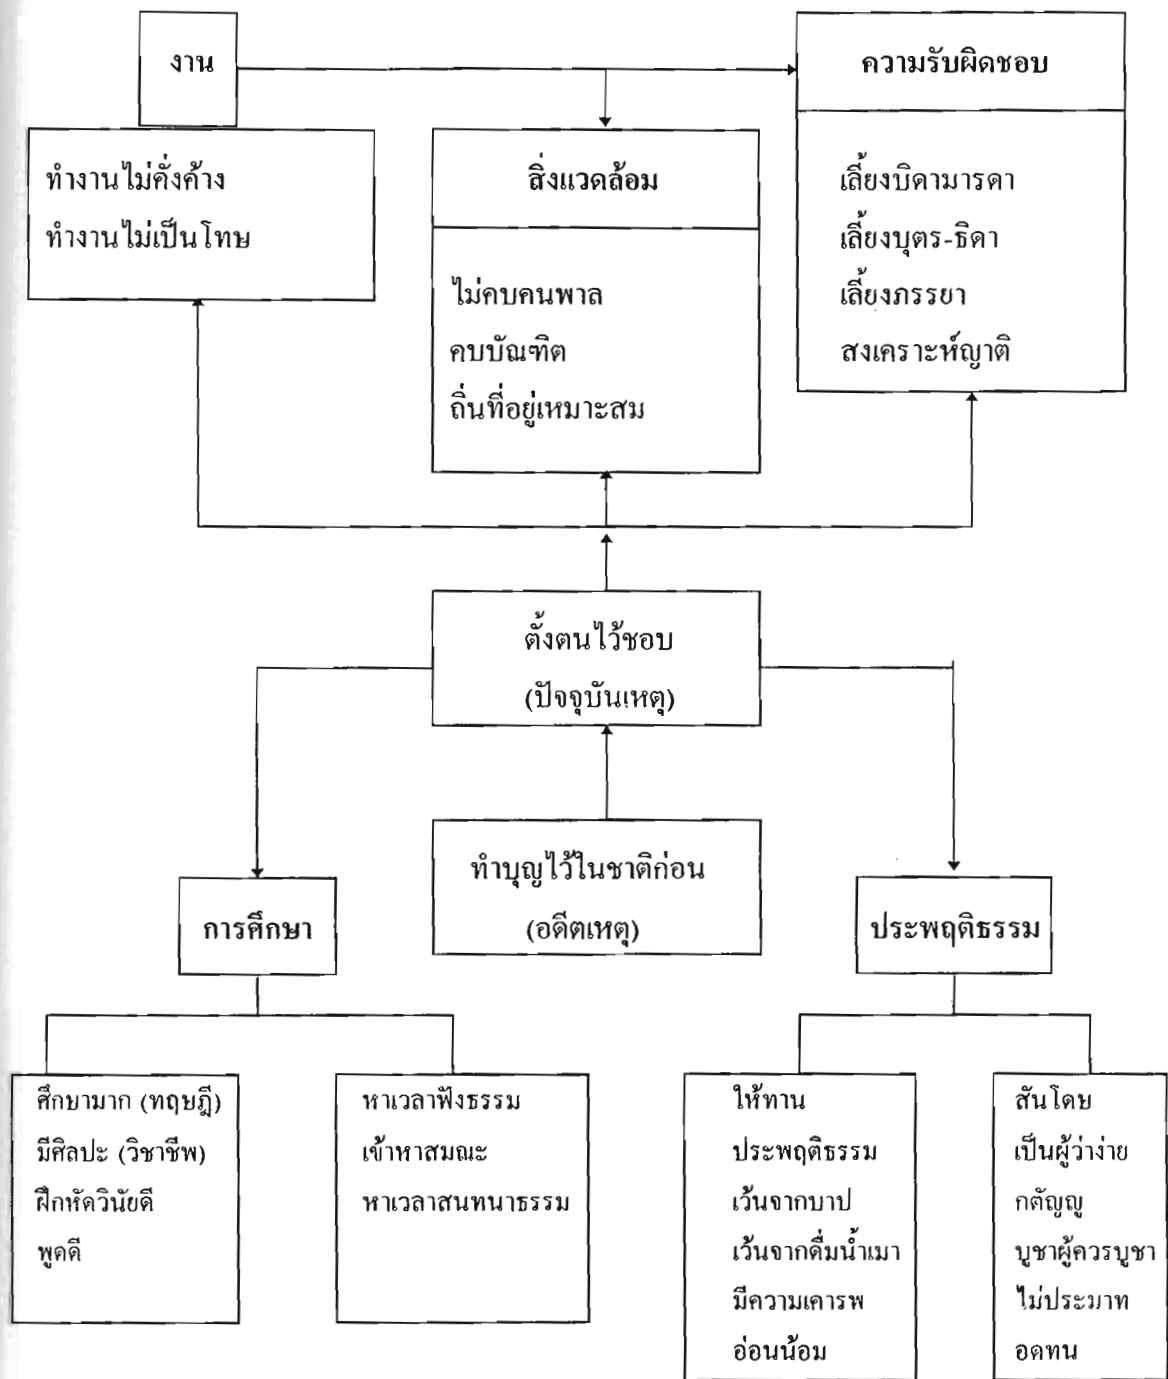 งาน
ทำงานไม่คั่งค้าง
ทำงานไม่เป็นโทษ
สิ่งแวดล้อม
ไม่คบคนพาล
คบบัณฑิต
ถิ่นที่อยู่เหมาะสม
ความรับผิดชอบ
เลี้ยงบิดามารดา
เลี้ยงบุตร-ธิดา
เลี้ยงภรรยา
สงเคราะห์ญาติ
ตั้งตนไว้ชอบ
(ปัจจุบันเหตุ)
ทำบุญไว้ในชาติก่อน
(อดีตเหตุ)
การศึกษา
ศึกษามาก (ทฤษฎี)
มีศิลปะ (วิชาชีพ)
ฝึกหัดวินัยดี
พูดดี
หาเวลาฟังธรรม
เข้าหาสมณะ
หาเวลาสนทนาธรรม
ประพฤติธรรม
ให้ทาน
ประพฤติธรรม
เว้นจากบาป
เว้นจากดื่มน้ำเมา
มีความเคารพ
อ่อนน้อม
สันโดษ
เป็นผู้ว่าง่าย
กตัญญู
บูชาผู้ควรบูชา
ไม่ประมาท
อดทน